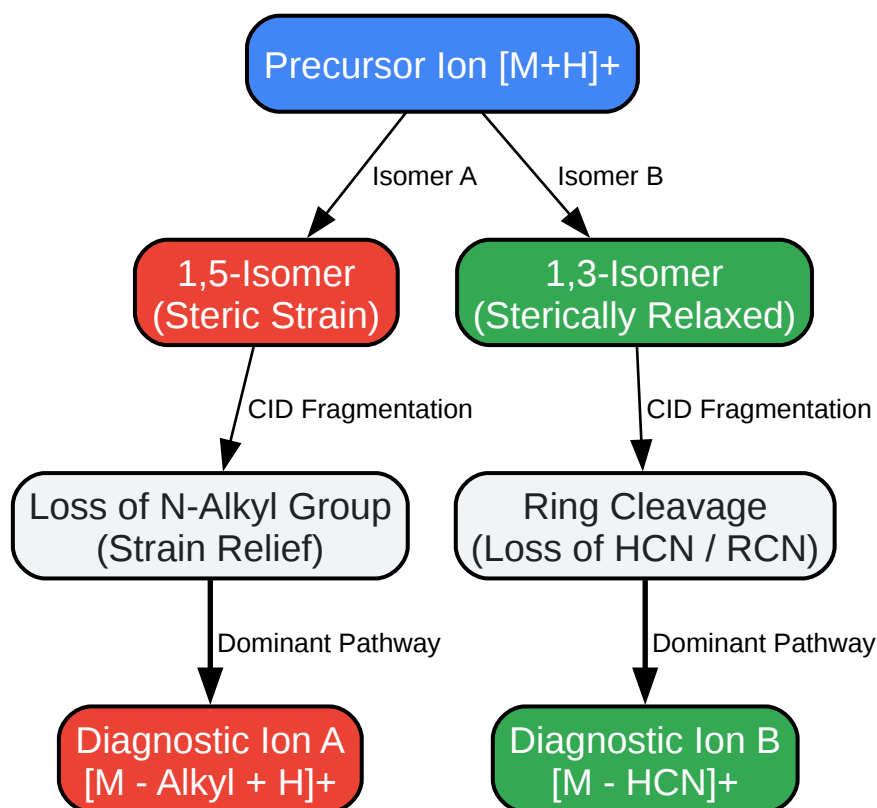 Precursor Ion [M+H]+
Isomer A
Isomer B
1,5-Isomer
(Steric Strain)
1,3-Isomer
(Sterically Relaxed)
CID Fragmentation
CID Fragmentation
Loss of N-Alkyl Group
(Strain Relief)
Ring Cleavage
(Loss of HCN / RCN)
Dominant Pathway
Dominant Pathway
Diagnostic Ion A
[M - Alkyl + H]+
Diagnostic Ion B
[M - HCN]+